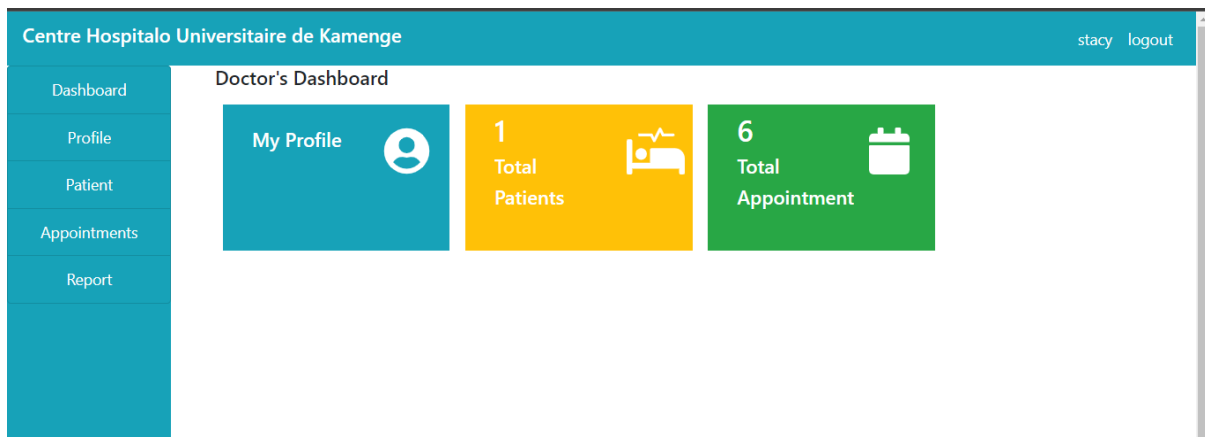 Centre Hospitalo Universitaire de Kamenge
stacy logout
Dashboard
Profile
Patient
Appointments
Report
Doctor's Dashboard
My Profile
1
Total
Patients
6
Total
Appointment